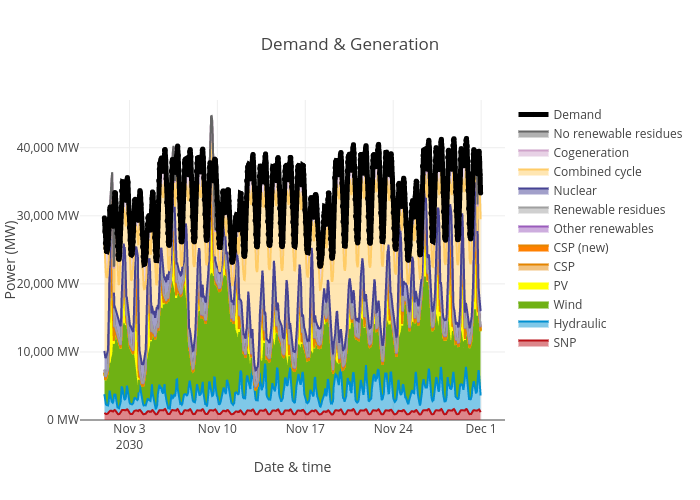 Demand & Generation
40,000 MW
30,000 MW
20,000 MW
10,000 MW
0 MW
Power (MW)
Nov 3
2030
Nov 10
Nov 17
Nov 24
Dec 1
Date & time
Demand
No renewable residues
Cogeneration
Combined cycle
Nuclear
Renewable residues
Other renewables
CSP (new)
CSP
PV
Wind
Hydraulic
SNP